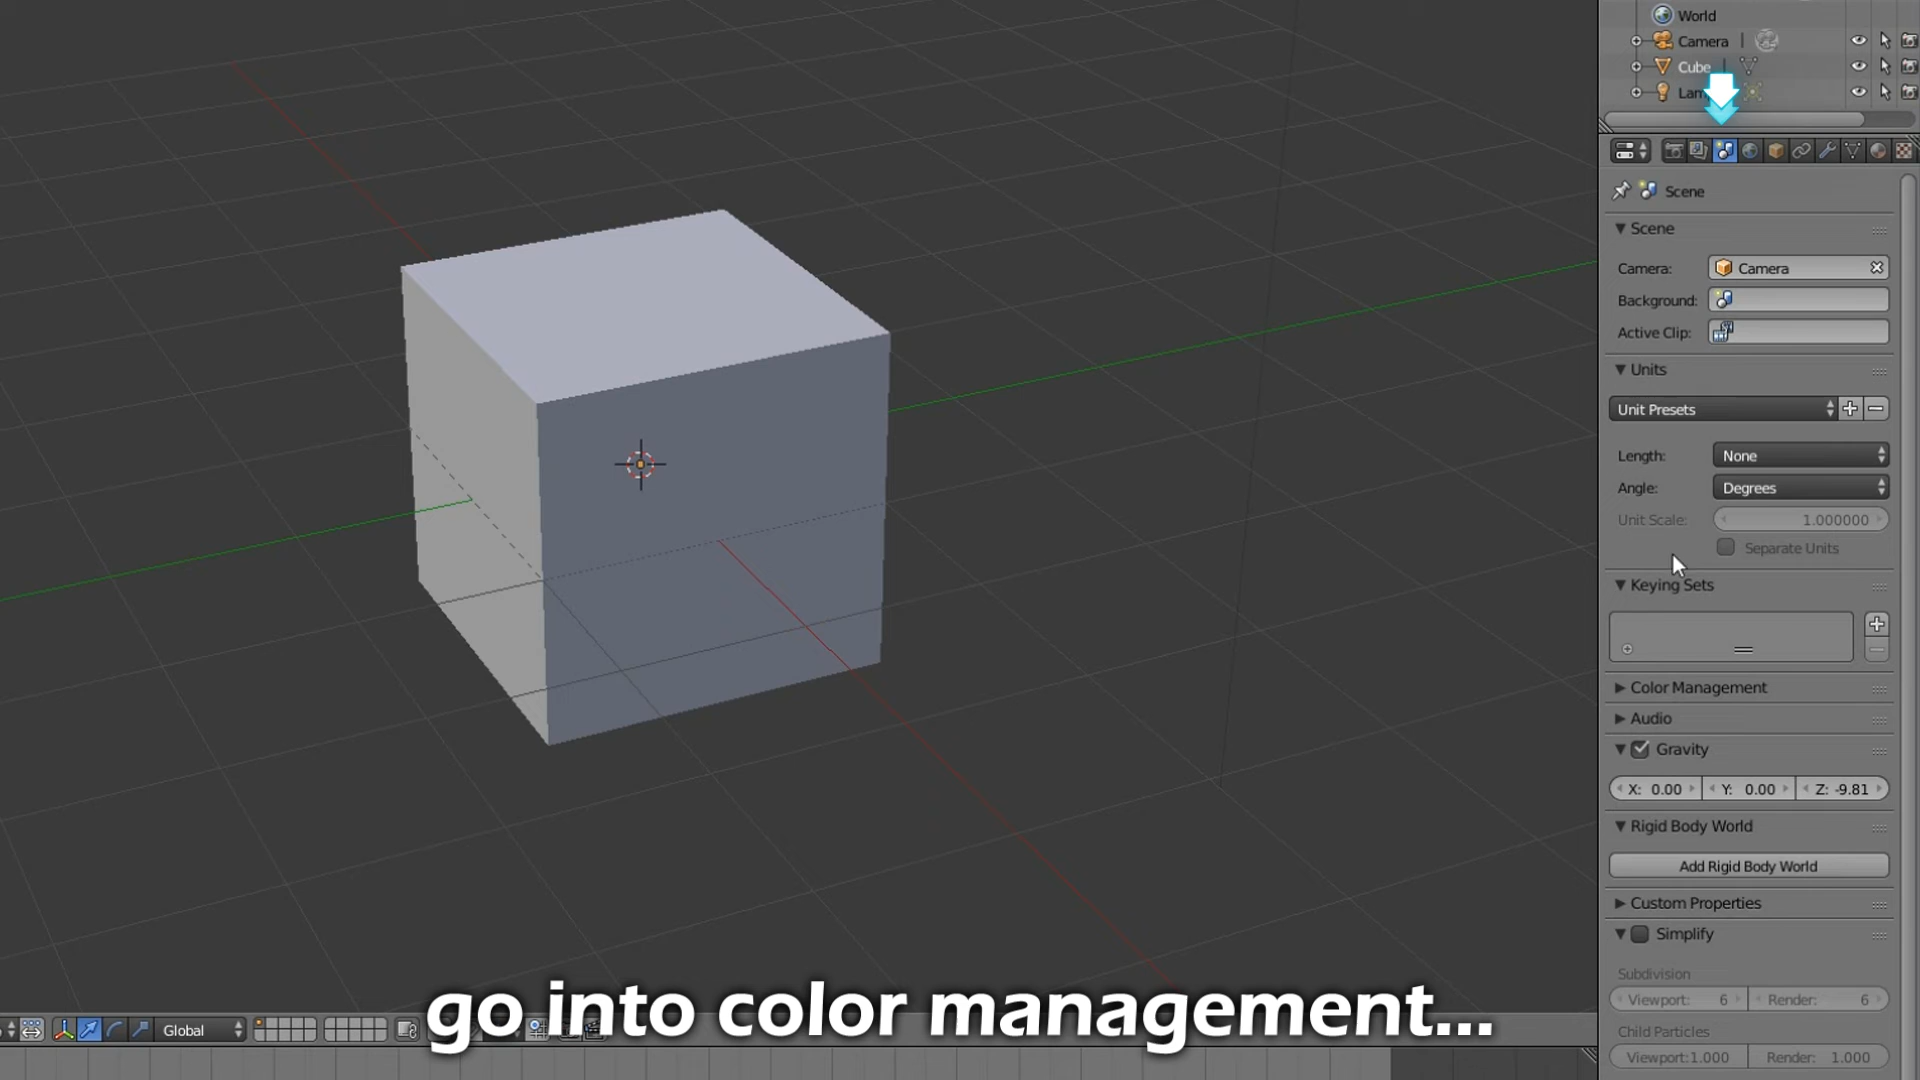 World
Camera
Cube
Scene
Scene
Camera: Camera
Background:
Active Clip:
Units
Unit Presets
Length: None
Angle: Degrees
Unit Scale: 1.000000
Separate Units
Keying Sets
Color Management
Audio
Gravity
X: 0.00 Y: 0.00 Z: -9.81
Rigid Body World
Add Rigid Body World
Custom Properties
Simplify
Subdivision
Viewport: 6 Render: 6
Child Particles
Viewport:1.000 Render: 1.000
go into color management...
Global